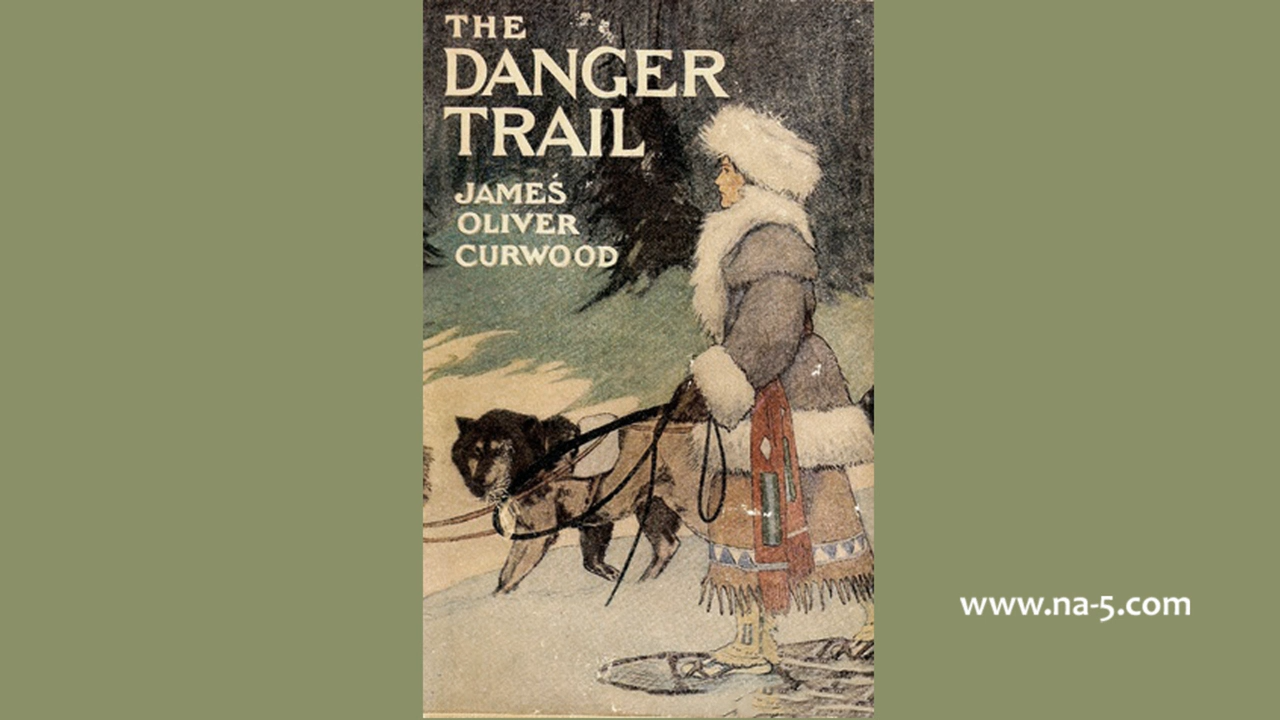 THE
DANGER
TRAIL
JAMES
OLIVER
CURWOOD
www.na-5.com